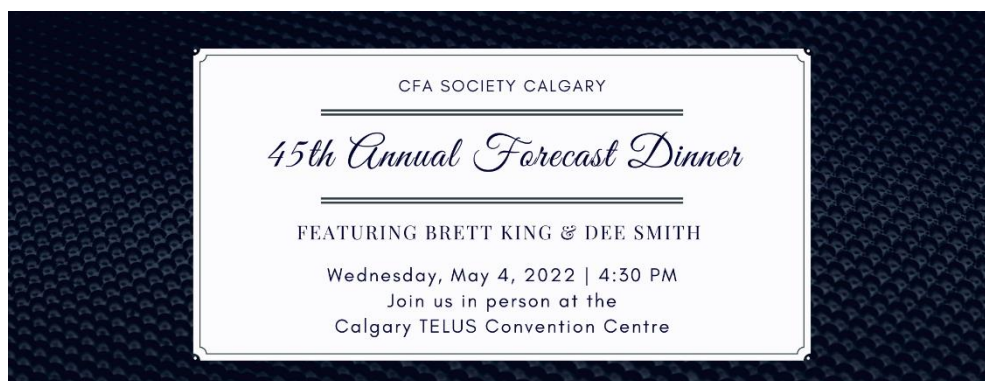 CFA SOCIETY CALGARY
45th Annual Forecast Dinner
FEATURING BRETT KING & DEE SMITH
Wednesday, May 4, 2022 | 4:30 PM
Join us in person at the
Calgary TELUS Convention Centre